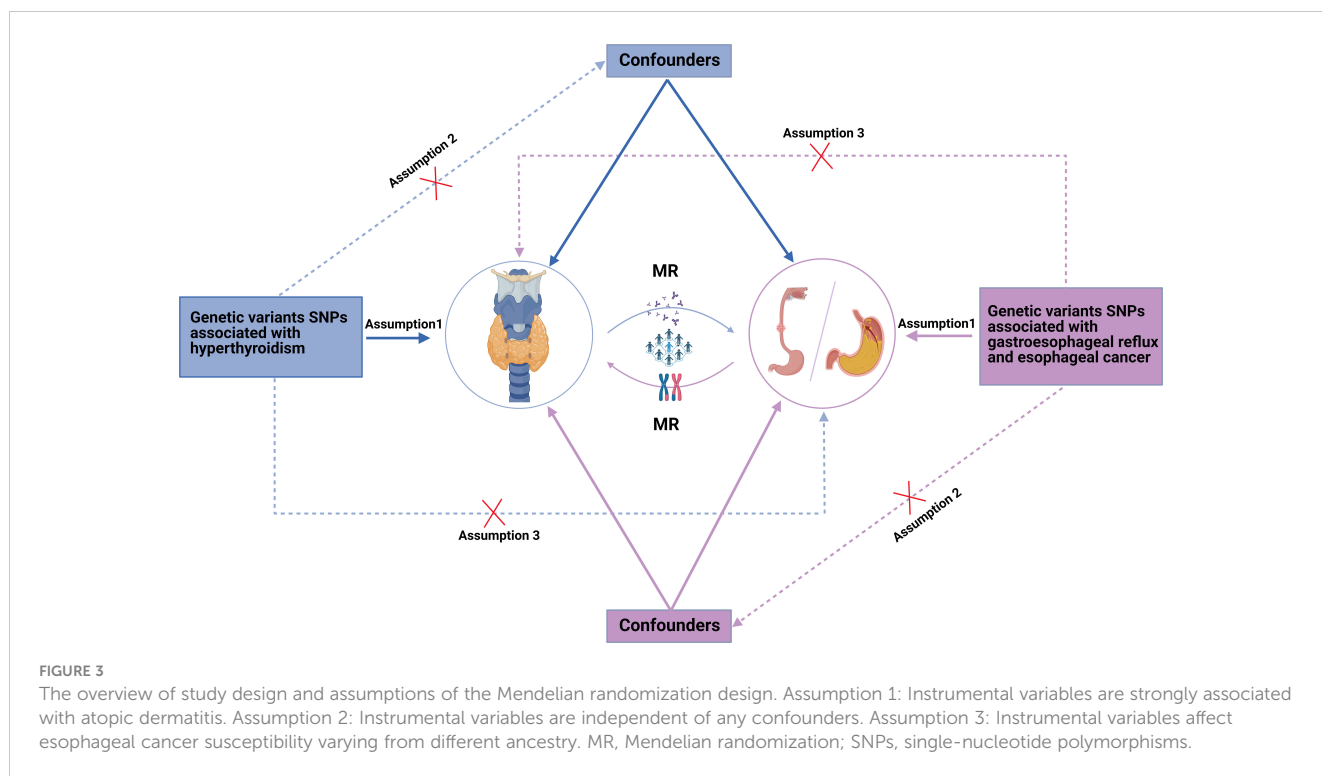 Confounders
Assumption 3
Assumption 2
MR
Genetic variants SNPs
associated with
hyperthyroidism
Assumption1
Assumption1
Genetic variants SNPs
associated with
gastroesophageal reflux
and esophageal cancer
MR
Assumption 3
Assumption 2
Confounders
FIGURE 3
The overview of study design and assumptions of the Mendelian randomization design. Assumption 1: Instrumental variables are strongly associated
with atopic dermatitis. Assumption 2: Instrumental variables are independent of any confounders. Assumption 3: Instrumental variables affect
esophageal cancer susceptibility varying from different ancestry. MR, Mendelian randomization; SNPs, single-nucleotide polymorphisms.